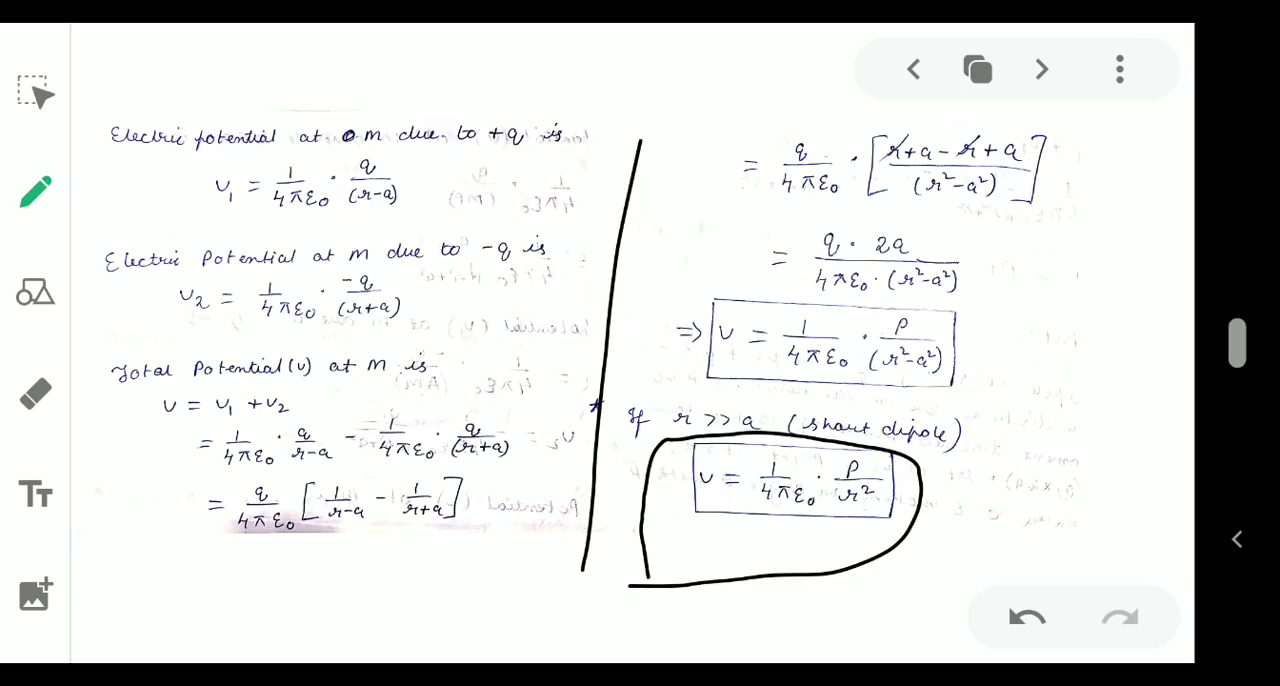 Electric potential at m due to +q is
V₁ = 1/4πε₀ · q/(r-a)
Electric Potential at m due to -q is
V₂ = 1/4πε₀ · -q/(r+a)
Total Potential (V) at m is
V = V₁ + V₂
= 1/4πε₀ · q/r-a - 1/4πε₀ · q/(r+a)
= q/4πε₀ [1/r-a - 1/r+a]
= q/4πε₀ · [r+a-r+a/(r²-a²)]
= q·2a/4πε₀·(r²-a²)
=> V = 1/4πε₀ · P/(r²-a²)
* If r>>a (short dipole)
V = 1/4πε₀ · P/r²
Tт